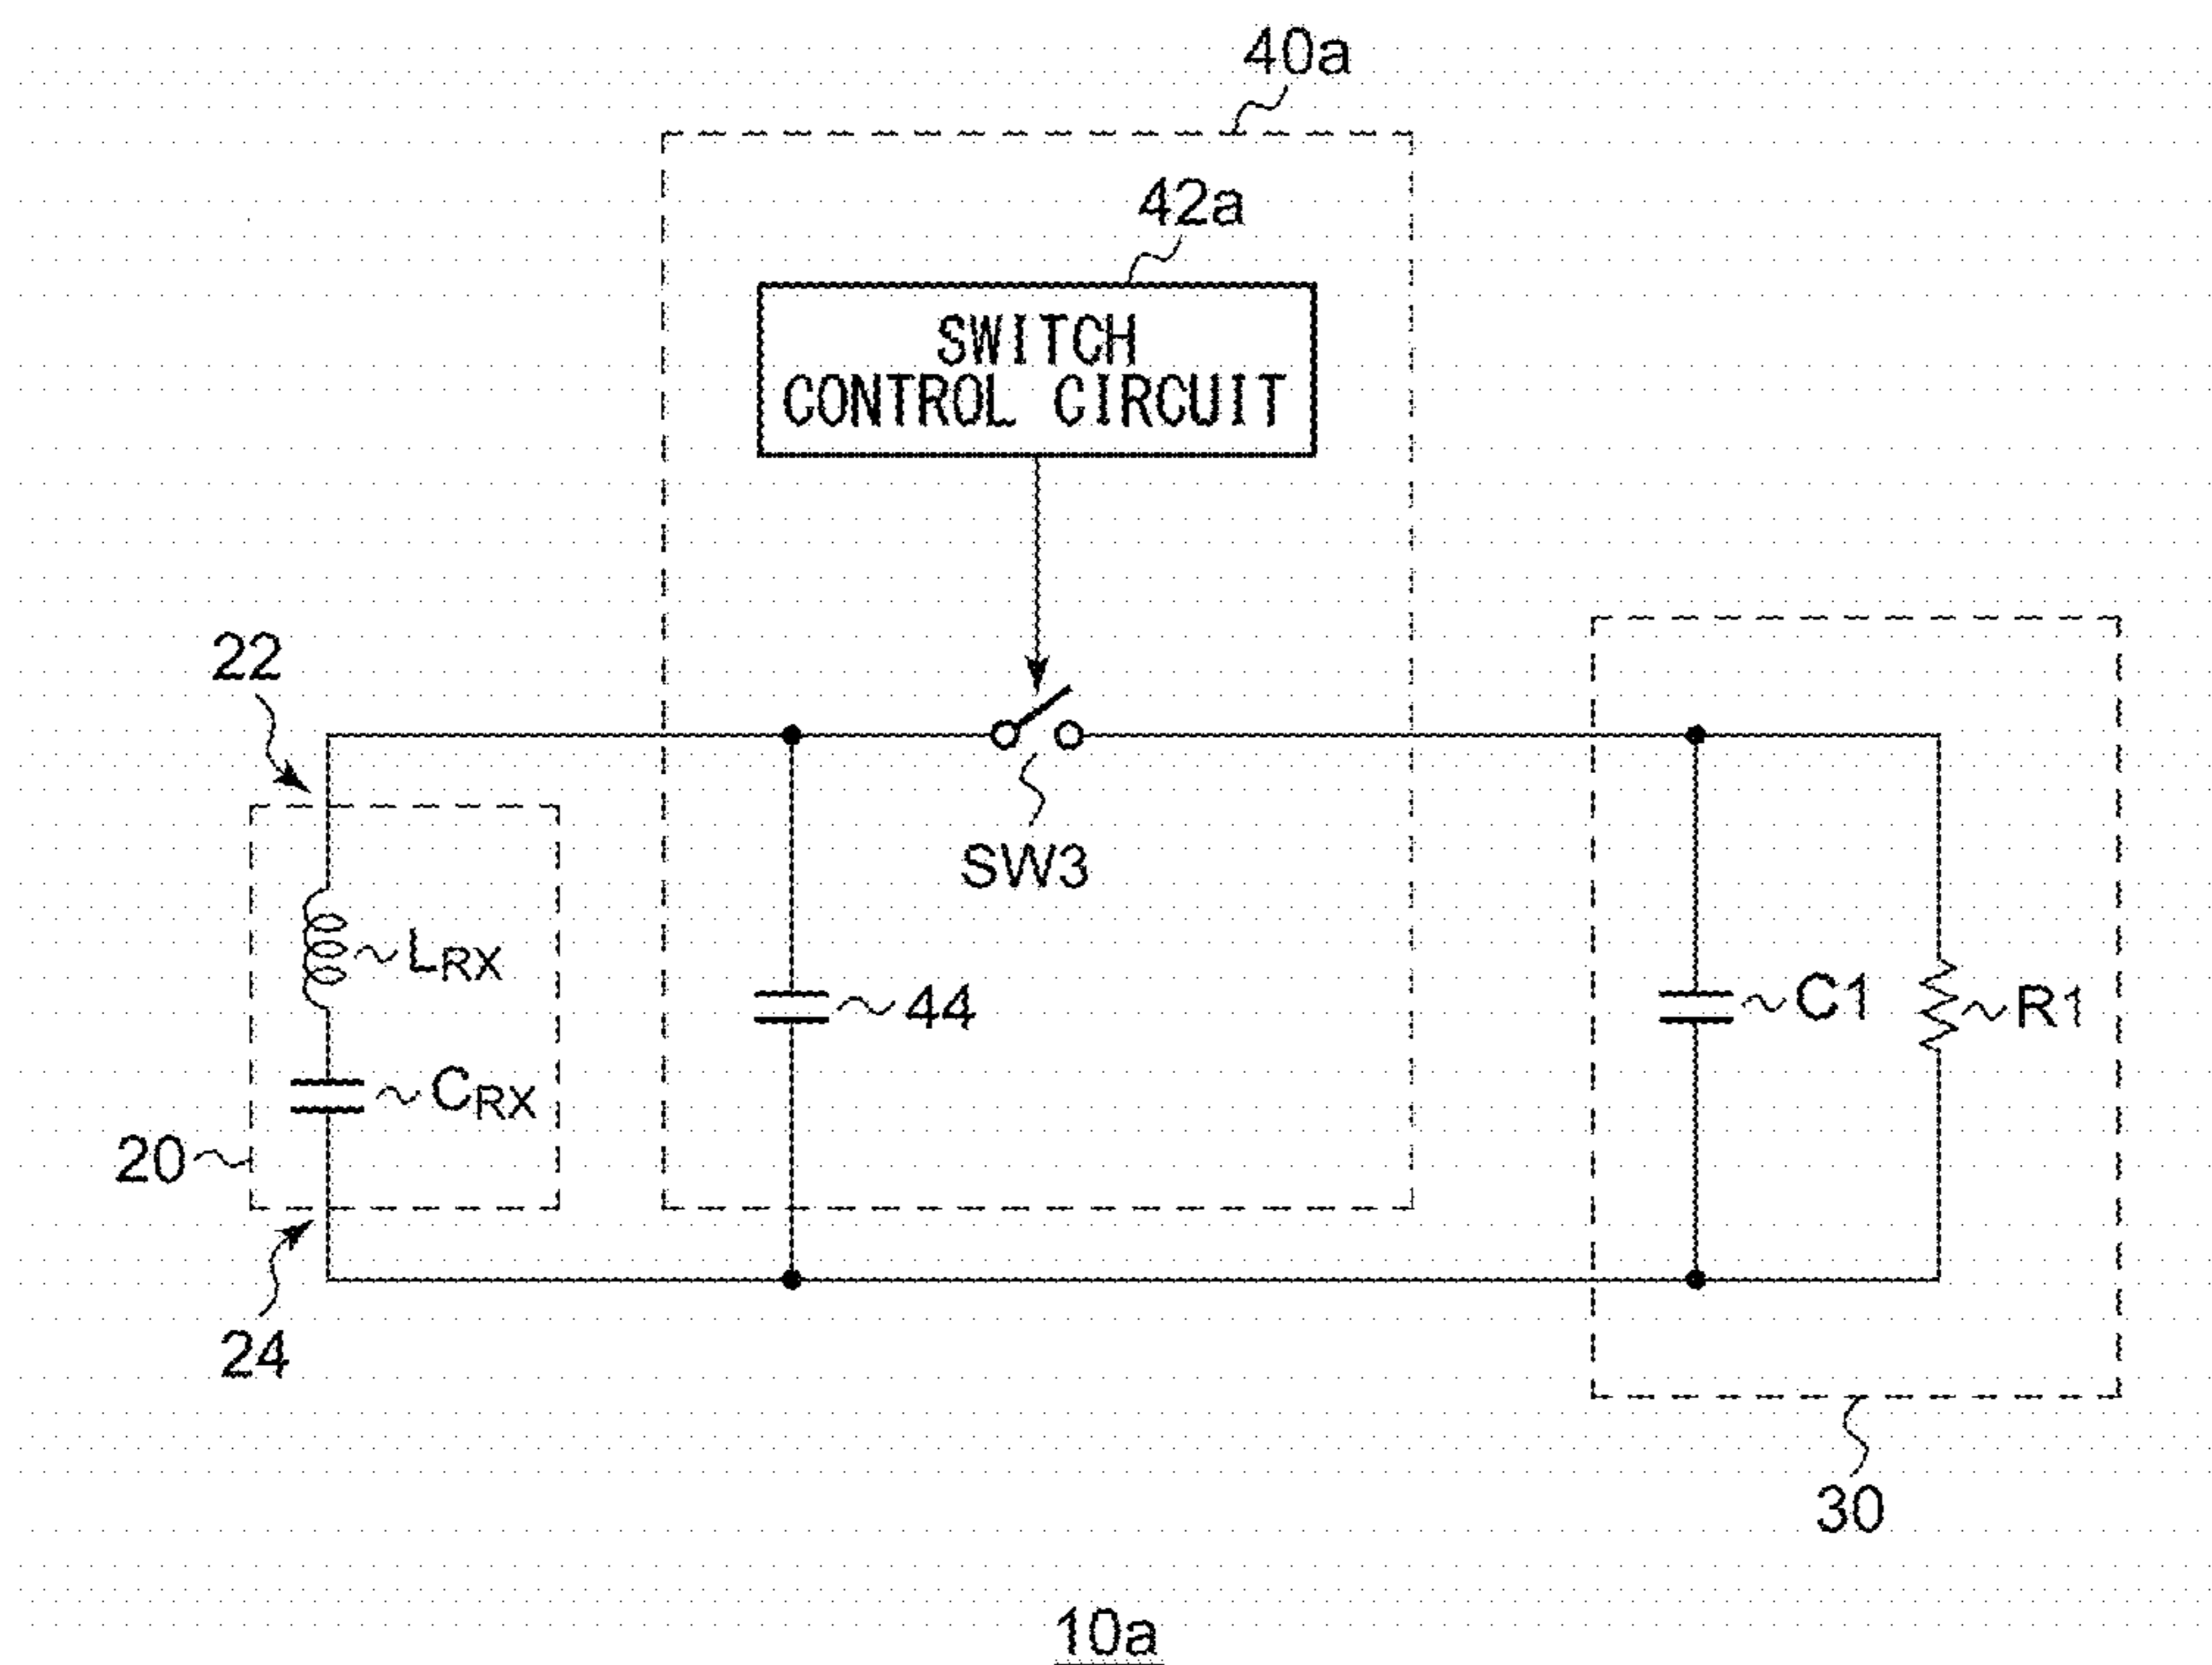 40a
42a
SWITCH
CONTROL CIRCUIT
22
SW3
LRX
44
C1
R1
CRX
20
24
30
10a